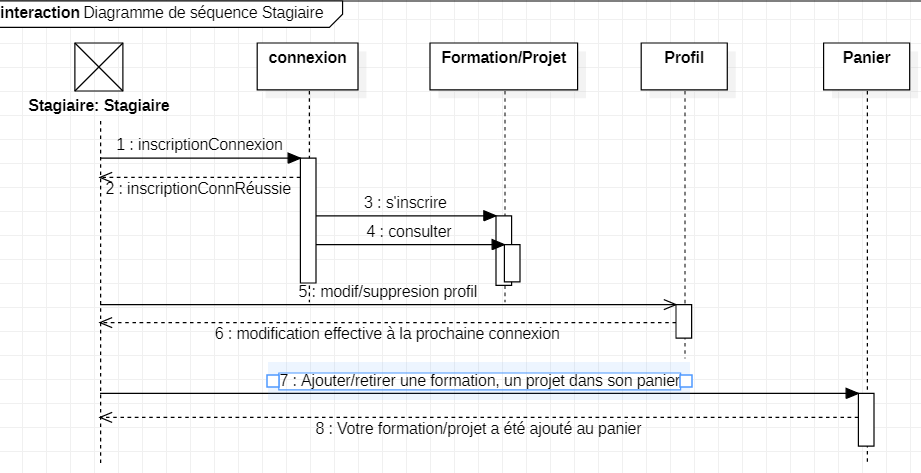 interaction Diagramme de séquence Stagiaire
connexion
Formation/Projet
Profil
Panier
Stagiaire: Stagiaire
1 : inscriptionConnexion
2 : inscriptionConnRéussie
3 : s'inscrire
4 : consulter
5 : modif/suppresion profil
6 : modification effective à la prochaine connexion
7 : Ajouter/retirer une formation, un projet dans son panier
8 : Votre formation/projet a été ajouté au panier